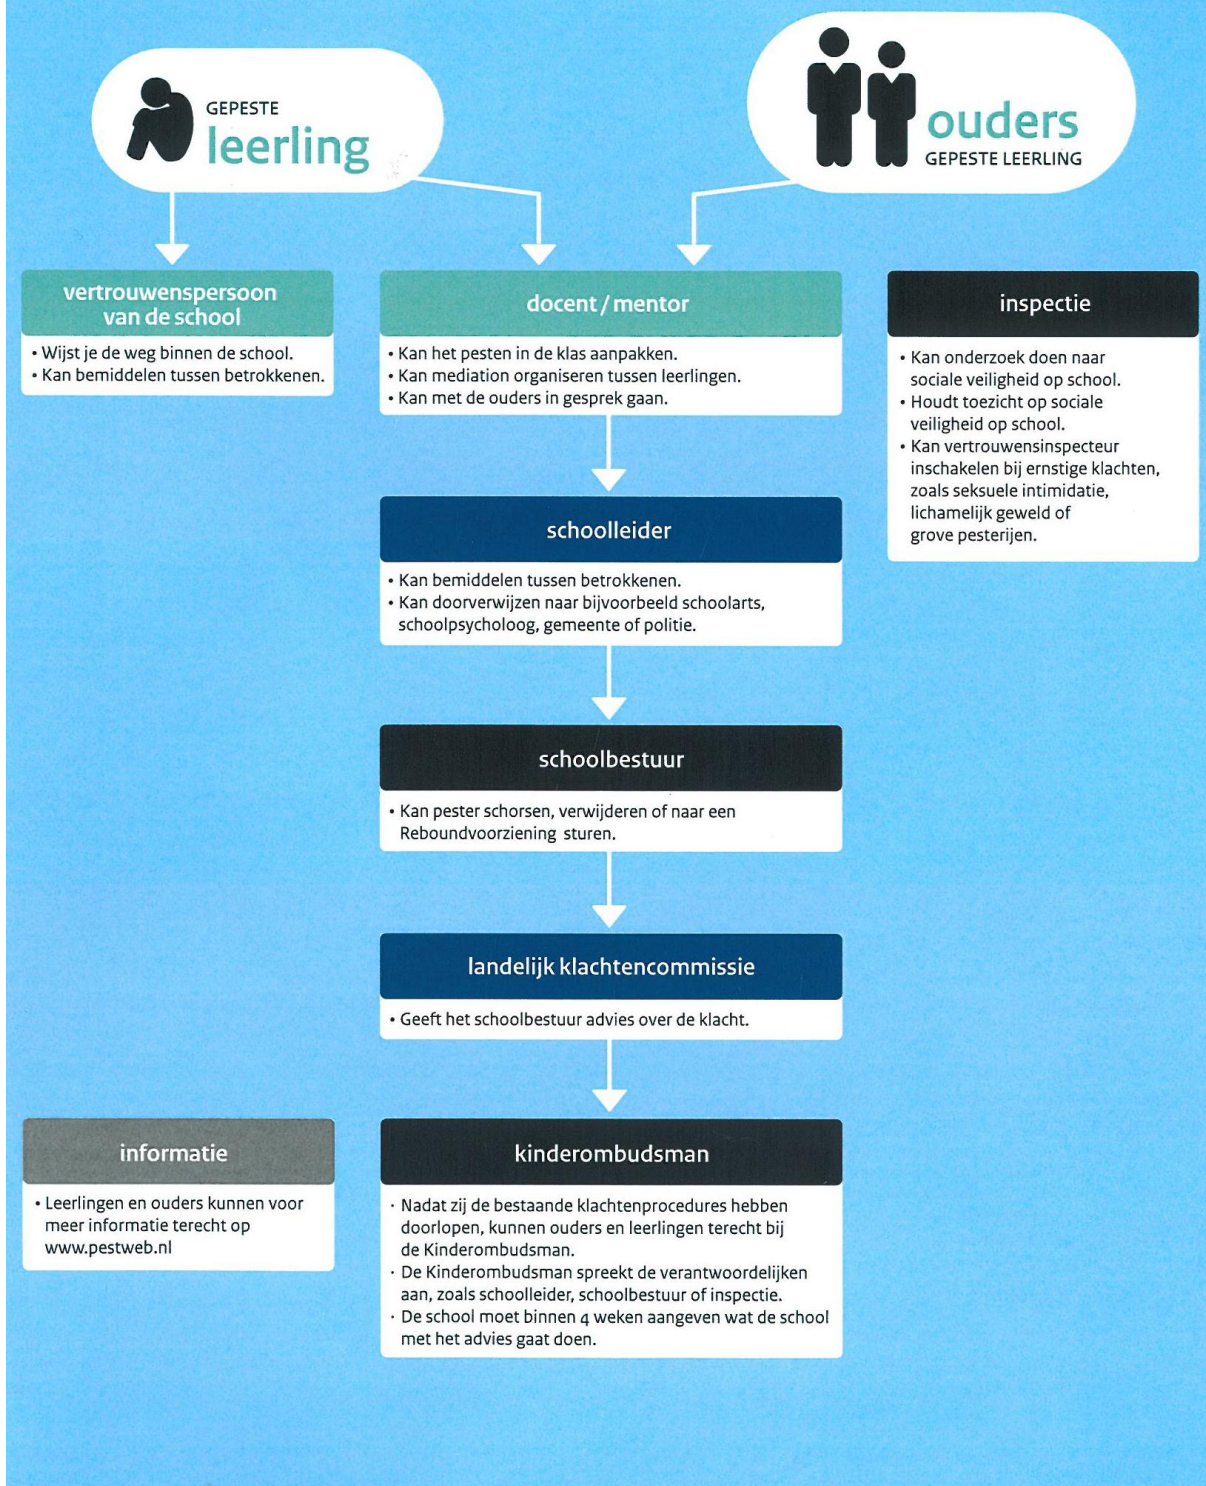 GEPESTE
leerling
ouders
GEPESTE LEERLING
vertrouwenspersoon
van de school
• Wijst je de weg binnen de school.
• Kan bemiddelen tussen betrokkenen.
docent / mentor
• Kan het pesten in de klas aanpakken.
• Kan mediation organiseren tussen leerlingen.
• Kan met de ouders in gesprek gaan.
inspectie
• Kan onderzoek doen naar
sociale veiligheid op school.
• Houdt toezicht op sociale
veiligheid op school.
• Kan vertrouwensinspecteur
inschakelen bij ernstige klachten,
zoals seksuele intimidatie,
lichamelijk geweld of
grove pesterijen.
schoolleider
• Kan bemiddelen tussen betrokkenen.
• Kan doorverwijzen naar bijvoorbeeld schoolarts,
schoolpsycholoog, gemeente of politie.
schoolbestuur
• Kan pester schorsen, verwijderen of naar een
Reboundvoorziening sturen.
landelijk klachtencommissie
• Geeft het schoolbestuur advies over de klacht.
informatie
• Leerlingen en ouders kunnen voor
meer informatie terecht op
www.pestweb.nl
kinderombudsman
· Nadat zij de bestaande klachtenprocedures hebben
doorlopen, kunnen ouders en leerlingen terecht bij
de Kinderombudsman.
· De Kinderombudsman spreekt de verantwoordelijken
aan, zoals schoolleider, schoolbestuur of inspectie.
· De school moet binnen 4 weken aangeven wat de school
met het advies gaat doen.